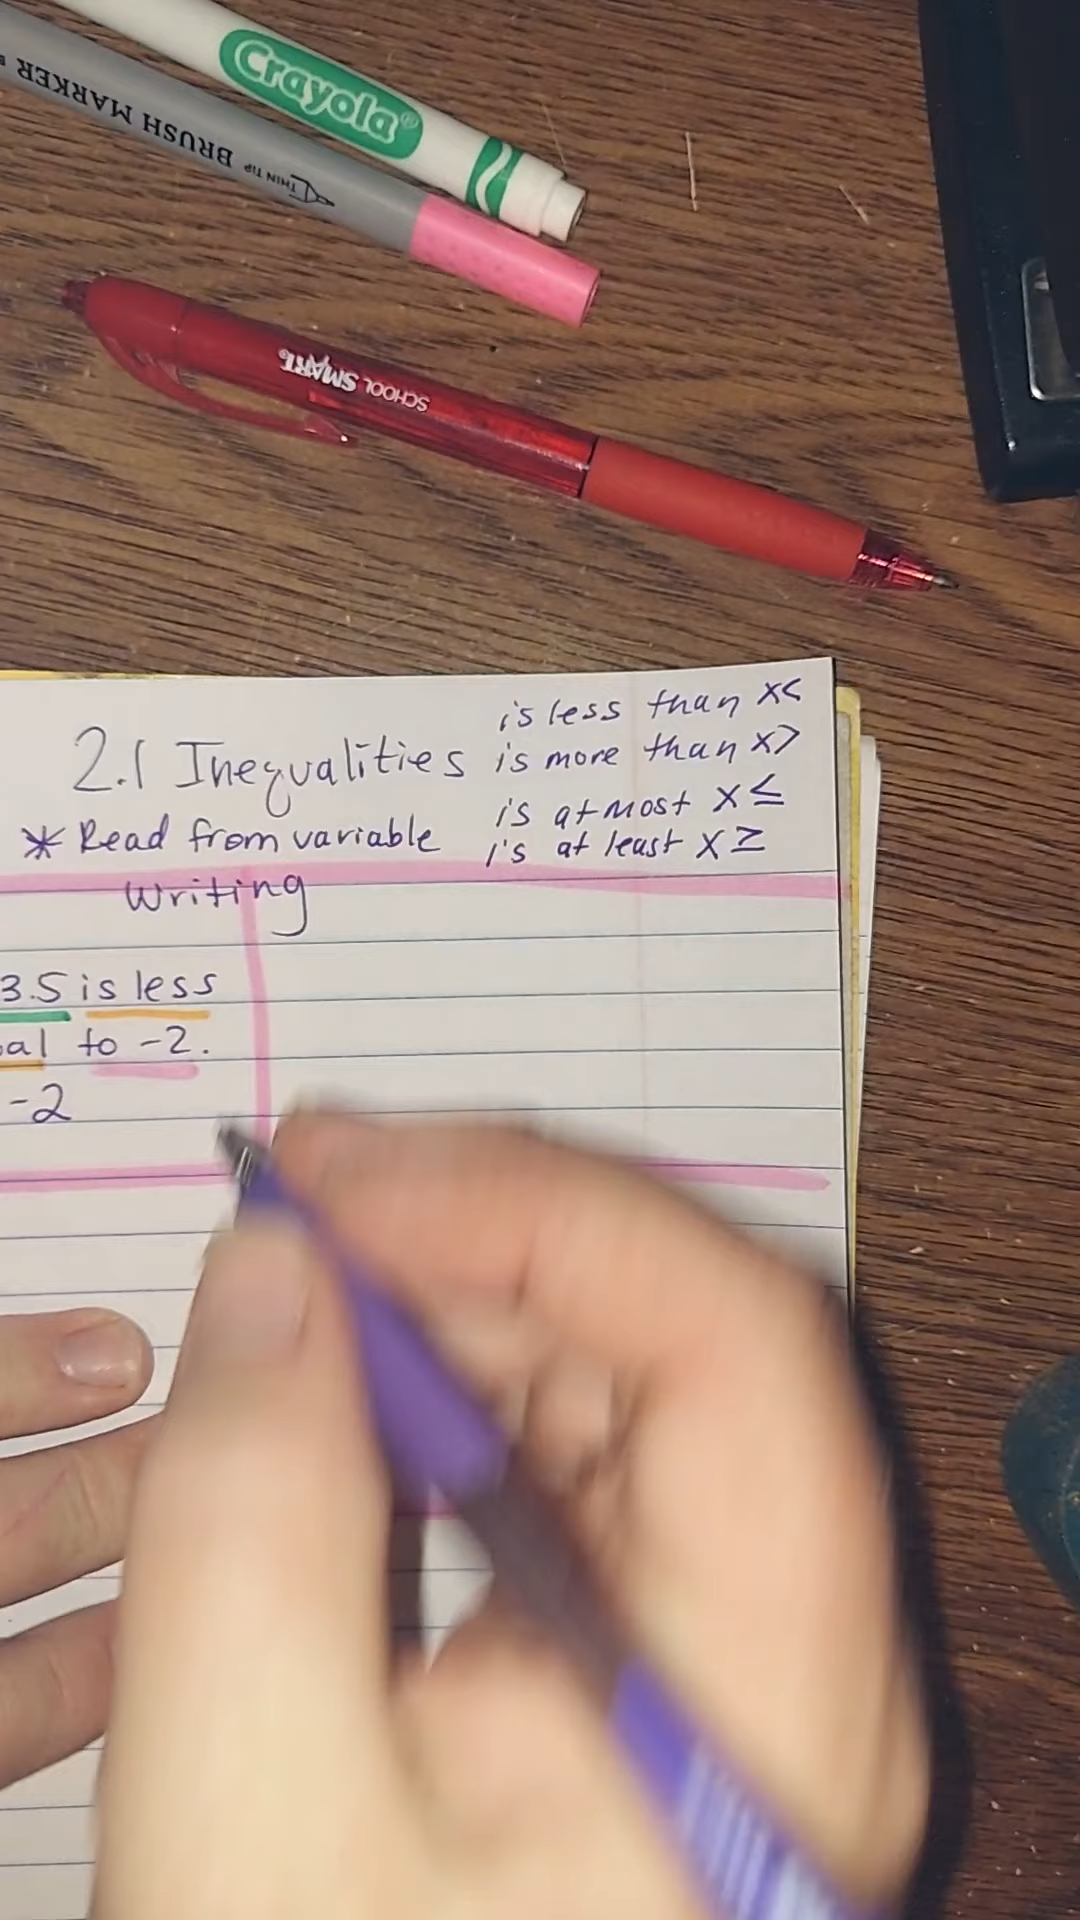 Crayola®
BRUSH MARKER
THIN TIP
SCHOOL SMART®
is less than x<
2.1 Inequalities is more than x>
is at most x≤
* Read from variable is at least x≥
Writing
3.5 is less
to -2.
-2